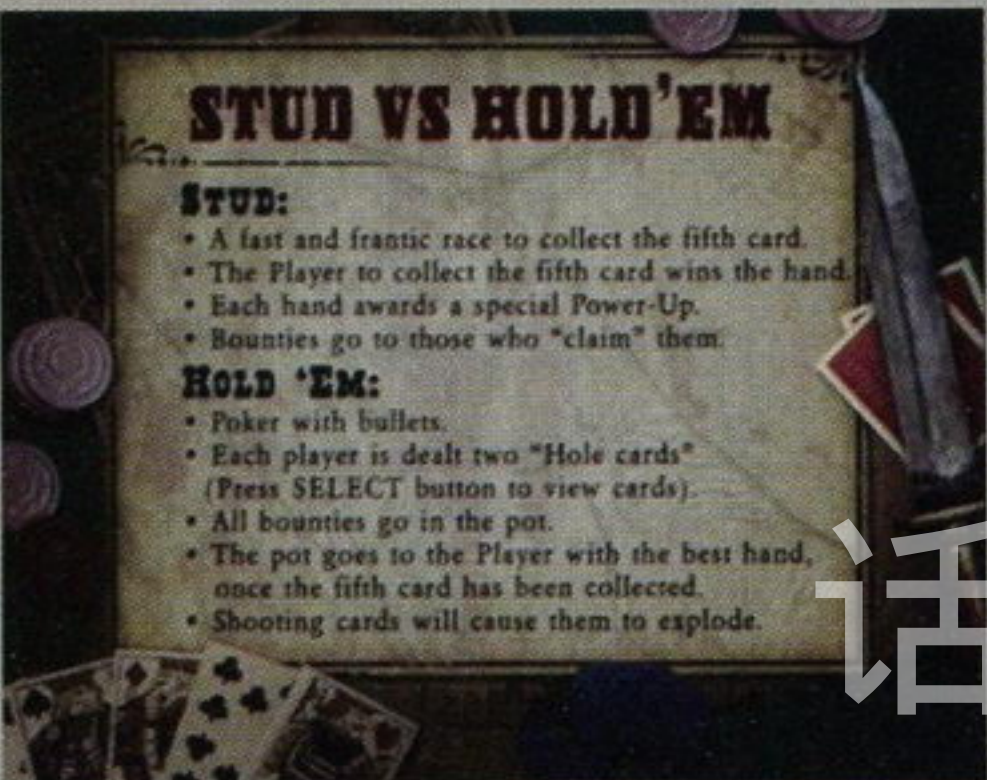 STUD VS HOLD'EM
STUD:
• A fast and frantic race to collect the fifth card.
• The Player to collect the fifth card wins the hand.
• Each hand awards a special Power-Up.
• Bounties go to those who "claim" them.
HOLD 'EM:
• Poker with bullets.
• Each player is dealt two "Hole cards"
(Press SELECT button to view cards).
• All bounties go in the pot.
• The pot goes to the Player with the best hand,
once the fifth card has been collected.
• Shooting cards will cause them to explode.
话